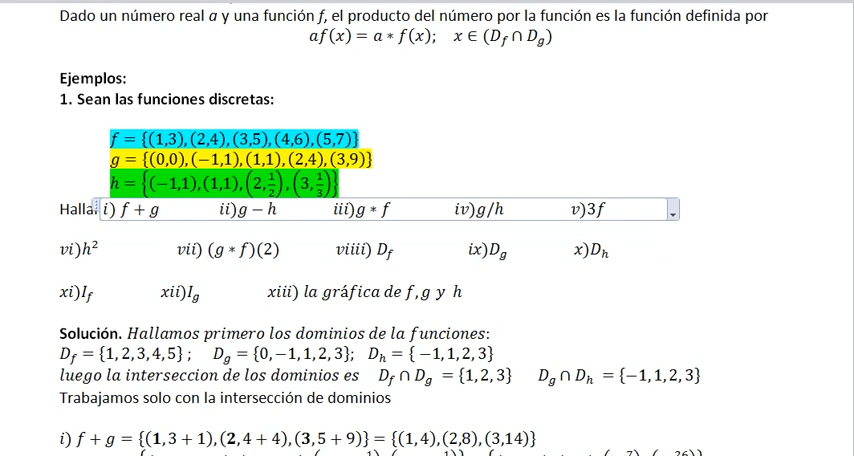 Dado un número real a y una función f, el producto del número por la función es la función definida por
af(x) = a * f(x); x ∈ (D_f ∩ D_g)
Ejemplos:
1. Sean las funciones discretas:
f = {(1,3), (2,4), (3,5), (4,6), (5,7)}
g = {(0,0), (−1,1), (1,1), (2,4), (3,9)}
h = {(−1,1), (1,1), (2, 1/2), (3, 1/3)}
i) f + g ii)g − h iii)g * f iv)g/h v)3f
vi)h² vii) (g * f)(2) viiii) D_f ix)D_g x)D_h
xi)I_f xii)I_g xiii) la gráfica de f, g y h
Solución. Hallamos primero los dominios de la funciones:
D_f = {1, 2, 3, 4, 5} ; D_g = {0, −1, 1, 2, 3}; D_h = { −1, 1, 2, 3}
luego la interseccion de los dominios es D_f ∩ D_g = {1, 2, 3} D_g ∩ D_h = {−1, 1, 2, 3}
Trabajamos solo con la intersección de dominios
i) f + g = {(1, 3 + 1), (2, 4 + 4), (3, 5 + 9)} = {(1,4), (2,8), (3,14)}